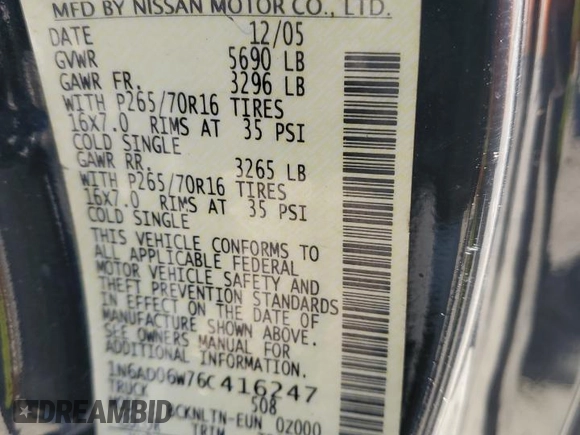 MFD BY NISSAN MOTOR CO., LTD.
DATE 12/05
GVWR 5690 LB
GAWR FR. 3296 LB
WITH P265/70R16 TIRES
16X7.0 RIMS AT 35 PSI
COLD SINGLE
GAWR RR. 3265 LB
WITH P265/70R16 TIRES
16X7.0 RIMS AT 35 PSI
COLD SINGLE
THIS VEHICLE CONFORMS TO
ALL APPLICABLE FEDERAL
MOTOR VEHICLE SAFETY AND
THEFT PREVENTION STANDARDS
IN EFFECT ON THE DATE OF
MANUFACTURE SHOWN ABOVE.
SEE OWNERS MANUAL FOR
ADDITIONAL INFORMATION.
1N6AD06W76C416247
TRUCK 508
BCKNLTN-EUN 02000
TRIM
DREAMBID